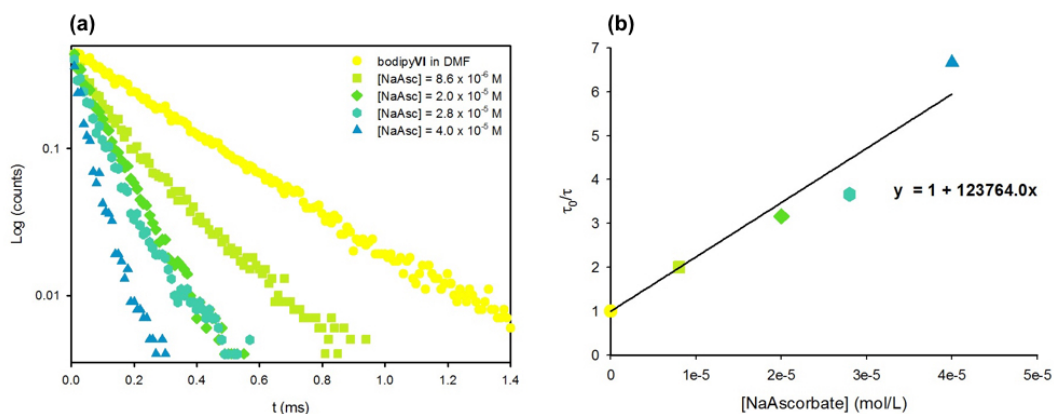 (a)
Log (counts)
0.1
0.01
0.0 0.2 0.4 0.6 0.8 1.0 1.2 1.4
t (ms)
bodipyVI in DMF
[NaAsc] = 8.6 x 10⁻⁶ M
[NaAsc] = 2.0 x 10⁻⁵ M
[NaAsc] = 2.8 x 10⁻⁵ M
[NaAsc] = 4.0 x 10⁻⁵ M
(b)
τ₀/τ
7
6
5
4
3
2
1
0
0 1e-5 2e-5 3e-5 4e-5 5e-5
[NaAscorbate] (mol/L)
y = 1 + 123764.0x